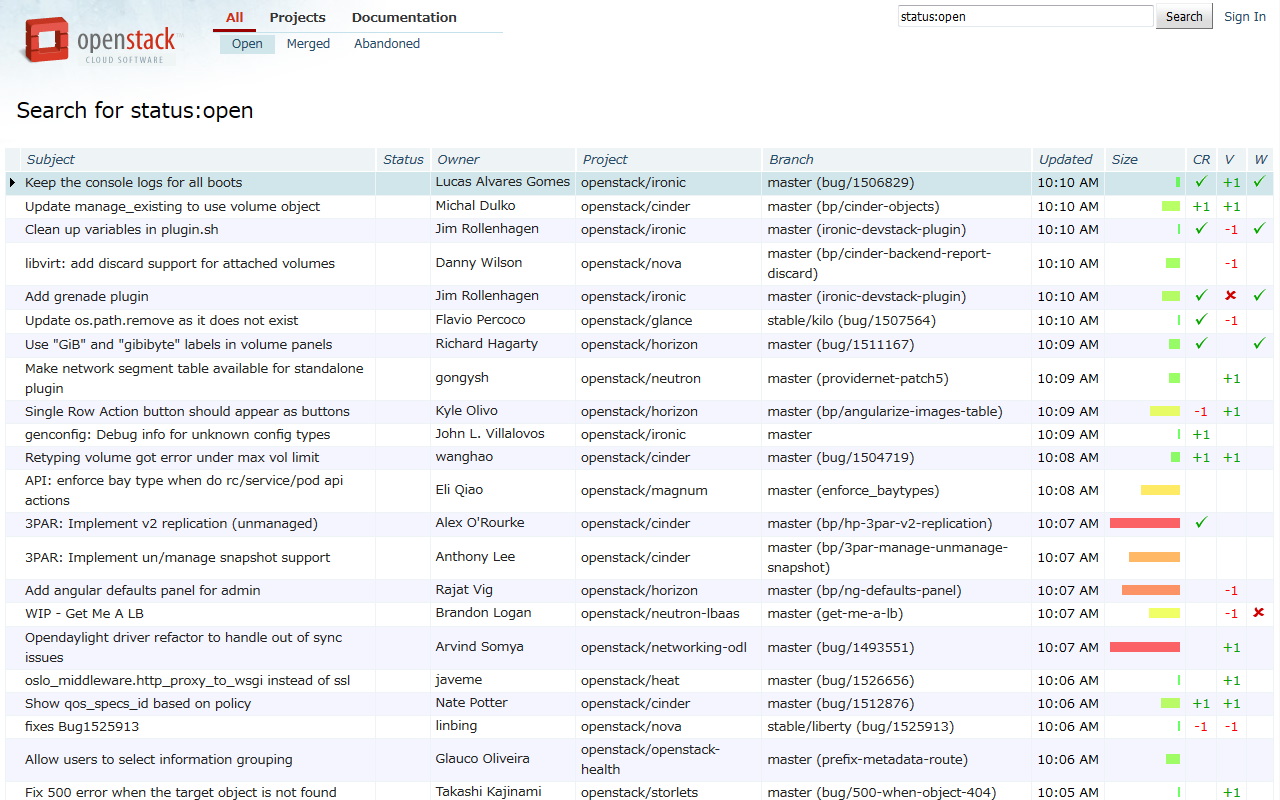 All Projects Documentation
status:open Search Sign In
Open Merged Abandoned
openstack™
CLOUD SOFTWARE
Search for status:open
Subject Status Owner Project Branch Updated Size CR V W
Keep the console logs for all boots Lucas Alvares Gomes openstack/ironic master (bug/1506829) 10:10 AM ✓ +1 ✓
Update manage_existing to use volume object Michal Dulko openstack/cinder master (bp/cinder-objects) 10:10 AM +1 +1
Clean up variables in plugin.sh Jim Rollenhagen openstack/ironic master (ironic-devstack-plugin) 10:10 AM ✓ -1 ✓
libvirt: add discard support for attached volumes Danny Wilson openstack/nova master (bp/cinder-backend-report-
discard) 10:10 AM -1
Add grenade plugin Jim Rollenhagen openstack/ironic master (ironic-devstack-plugin) 10:10 AM ✓ ✘ ✓
Update os.path.remove as it does not exist Flavio Percoco openstack/glance stable/kilo (bug/1507564) 10:10 AM ✓ -1
Use "GiB" and "gibibyte" labels in volume panels Richard Hagarty openstack/horizon master (bug/1511167) 10:09 AM ✓ ✓
Make network segment table available for standalone
plugin gongysh openstack/neutron master (providernet-patch5) 10:09 AM +1
Single Row Action button should appear as buttons Kyle Olivo openstack/horizon master (bp/angularize-images-table) 10:09 AM -1 +1
genconfig: Debug info for unknown config types John L. Villalovos openstack/ironic master 10:09 AM +1
Retyping volume got error under max vol limit wanghao openstack/cinder master (bug/1504719) 10:08 AM +1 +1
API: enforce bay type when do rc/service/pod api
actions Eli Qiao openstack/magnum master (enforce_baytypes) 10:08 AM
3PAR: Implement v2 replication (unmanaged) Alex O'Rourke openstack/cinder master (bp/hp-3par-v2-replication) 10:07 AM ✓
3PAR: Implement un/manage snapshot support Anthony Lee openstack/cinder master (bp/3par-manage-unmanage-
snapshot) 10:07 AM
Add angular defaults panel for admin Rajat Vig openstack/horizon master (bp/ng-defaults-panel) 10:07 AM -1
WIP - Get Me A LB Brandon Logan openstack/neutron-lbaas master (get-me-a-lb) 10:07 AM -1 ✘
Opendaylight driver refactor to handle out of sync
issues Arvind Somya openstack/networking-odl master (bug/1493551) 10:07 AM +1
oslo_middleware.http_proxy_to_wsgi instead of ssl javeme openstack/heat master (bug/1526656) 10:06 AM +1
Show qos_specs_id based on policy Nate Potter openstack/cinder master (bug/1512876) 10:06 AM +1 +1
fixes Bug1525913 linbing openstack/nova stable/liberty (bug/1525913) 10:06 AM -1 -1
Allow users to select information grouping Glauco Oliveira openstack/openstack-
health master (prefix-metadata-route) 10:06 AM
Fix 500 error when the target object is not found Takashi Kajinami openstack/storlets master (bug/500-when-object-404) 10:05 AM +1